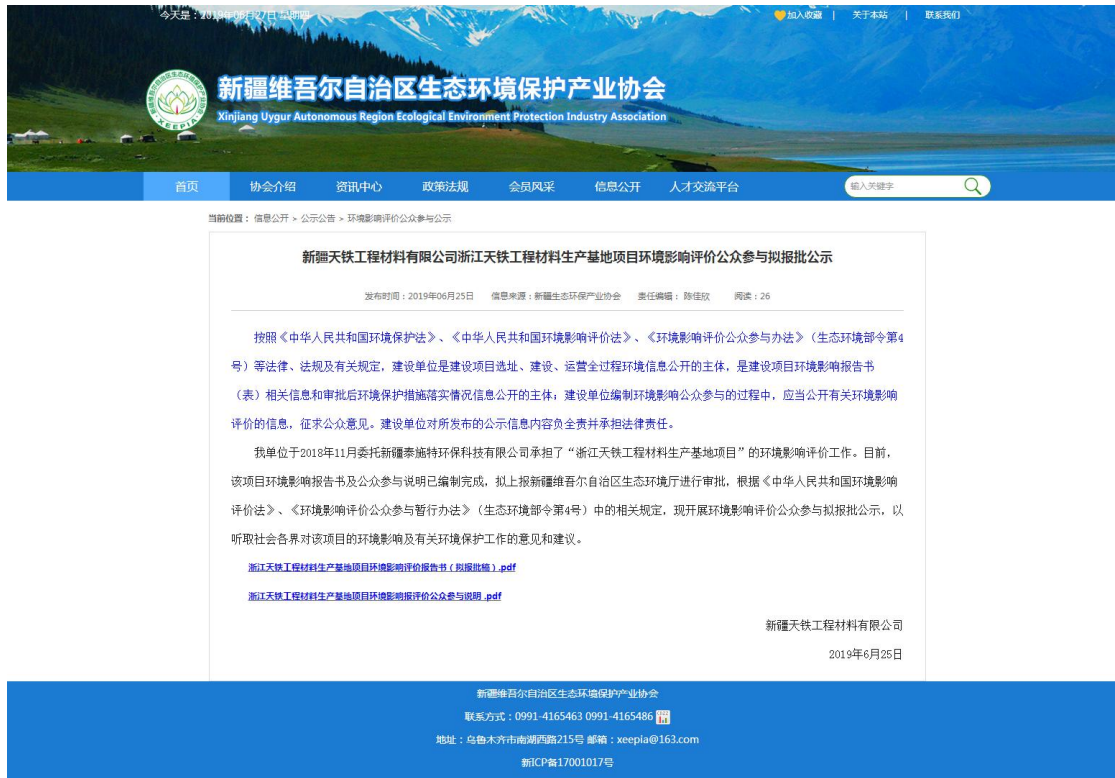 今天是：2019年06月27日 星期四
加入收藏 | 关于本站 | 联系我们
新疆维吾尔自治区生态环境保护产业协会
Xinjiang Uygur Autonomous Region Ecological Environment Protection Industry Association
XEEPIA
首页 协会介绍 资讯中心 政策法规 会员风采 信息公开 人才交流平台 输入关键字
当前位置： 信息公开 > 公示公告 > 环境影响评价公众参与公示
新疆天铁工程材料有限公司浙江天铁工程材料生产基地项目环境影响评价公众参与拟报批公示
发布时间：2019年06月25日 信息来源：新疆生态环保产业协会 责任编辑： 陈佳欣 阅读：26
按照《中华人民共和国环境保护法》、《中华人民共和国环境影响评价法》、《环境影响评价公众参与办法》（生态环境部令第4
号）等法律、法规及有关规定，建设单位是建设项目选址、建设、运营全过程环境信息公开的主体，是建设项目环境影响报告书
（表）相关信息和审批后环境保护措施落实情况信息公开的主体；建设单位编制环境影响公众参与的过程中，应当公开有关环境影响
评价的信息，征求公众意见。建设单位对所发布的公示信息内容负全责并承担法律责任。
我单位于2018年11月委托新疆泰施特环保科技有限公司承担了“浙江天铁工程材料生产基地项目”的环境影响评价工作。目前，
该项目环境影响报告书及公众参与说明已编制完成，拟上报新疆维吾尔自治区生态环境厅进行审批，根据《中华人民共和国环境影响
评价法》、《环境影响评价公众参与暂行办法》（生态环境部令第4号）中的相关规定，现开展环境影响评价公众参与拟报批公示，以
听取社会各界对该项目的环境影响及有关环境保护工作的意见和建议。
浙江天铁工程材料生产基地项目环境影响评价报告书（拟报批稿）.pdf
浙江天铁工程材料生产基地项目环境影响报评价公众参与说明 .pdf
新疆天铁工程材料有限公司
2019年6月25日
新疆维吾尔自治区生态环境保护产业协会
联系方式：0991-4165463 0991-4165486
地址：乌鲁木齐市南湖西路215号 邮箱：xeepia@163.com
新ICP备17001017号